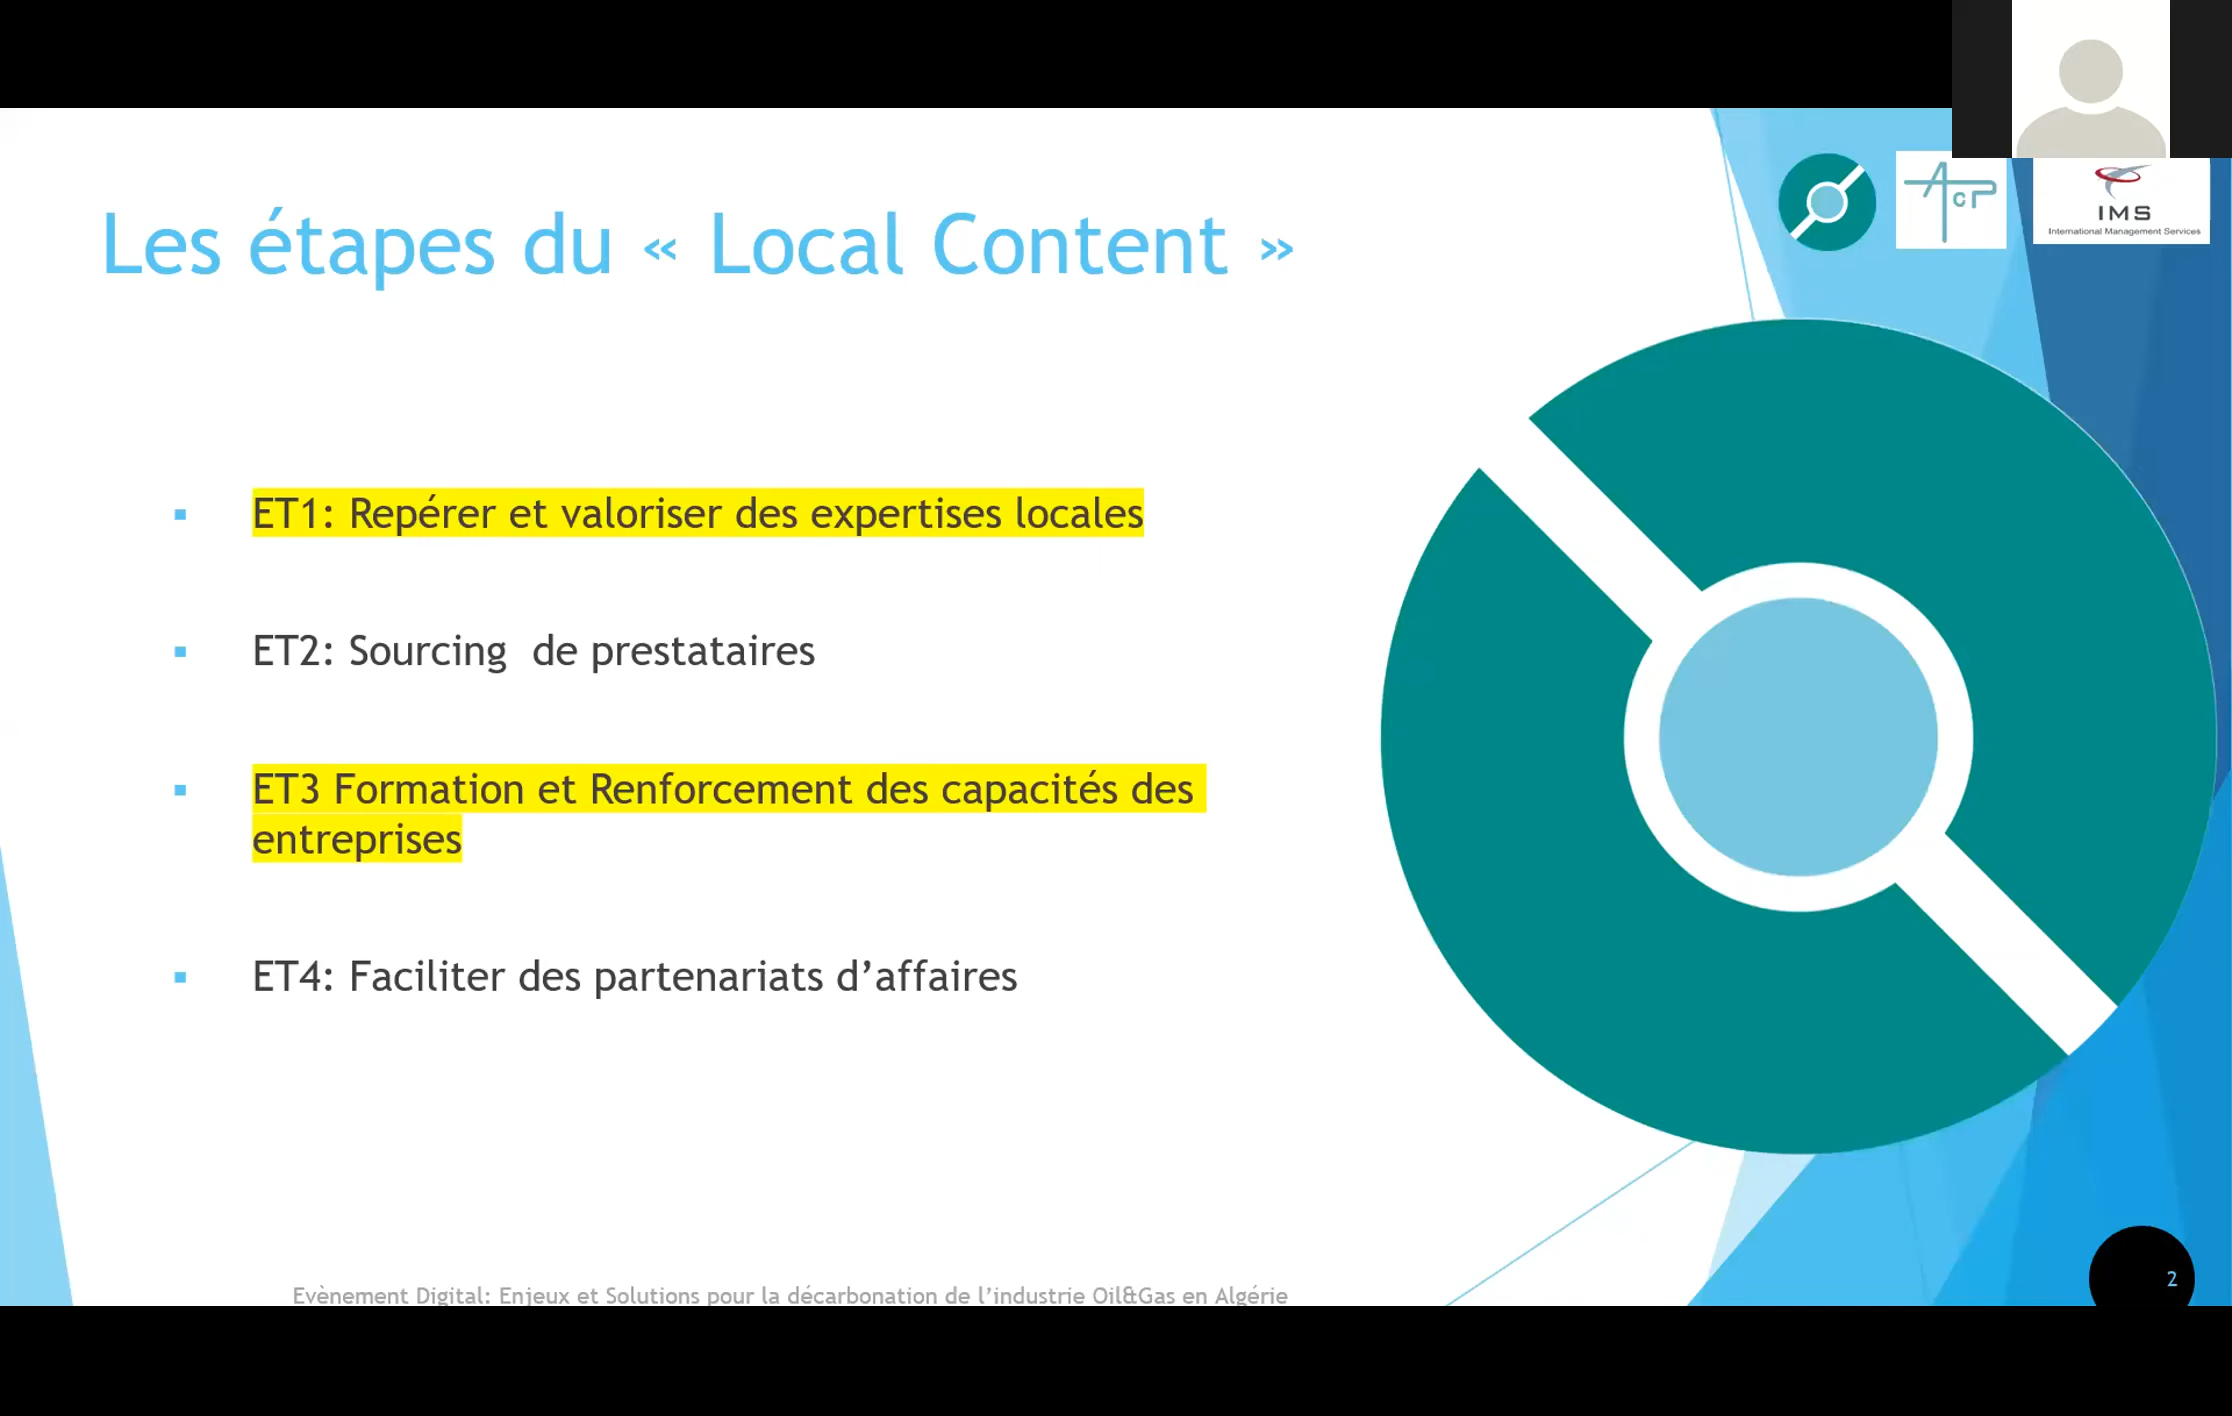 Les étapes du « Local Content »
AcP
IMS
International Management Services
ET1: Repérer et valoriser des expertises locales
ET2: Sourcing  de prestataires
ET3 Formation et Renforcement des capacités des
entreprises
ET4: Faciliter des partenariats d’affaires
Evènement Digital: Enjeux et Solutions pour la décarbonation de l’industrie Oil&Gas en Algérie
2